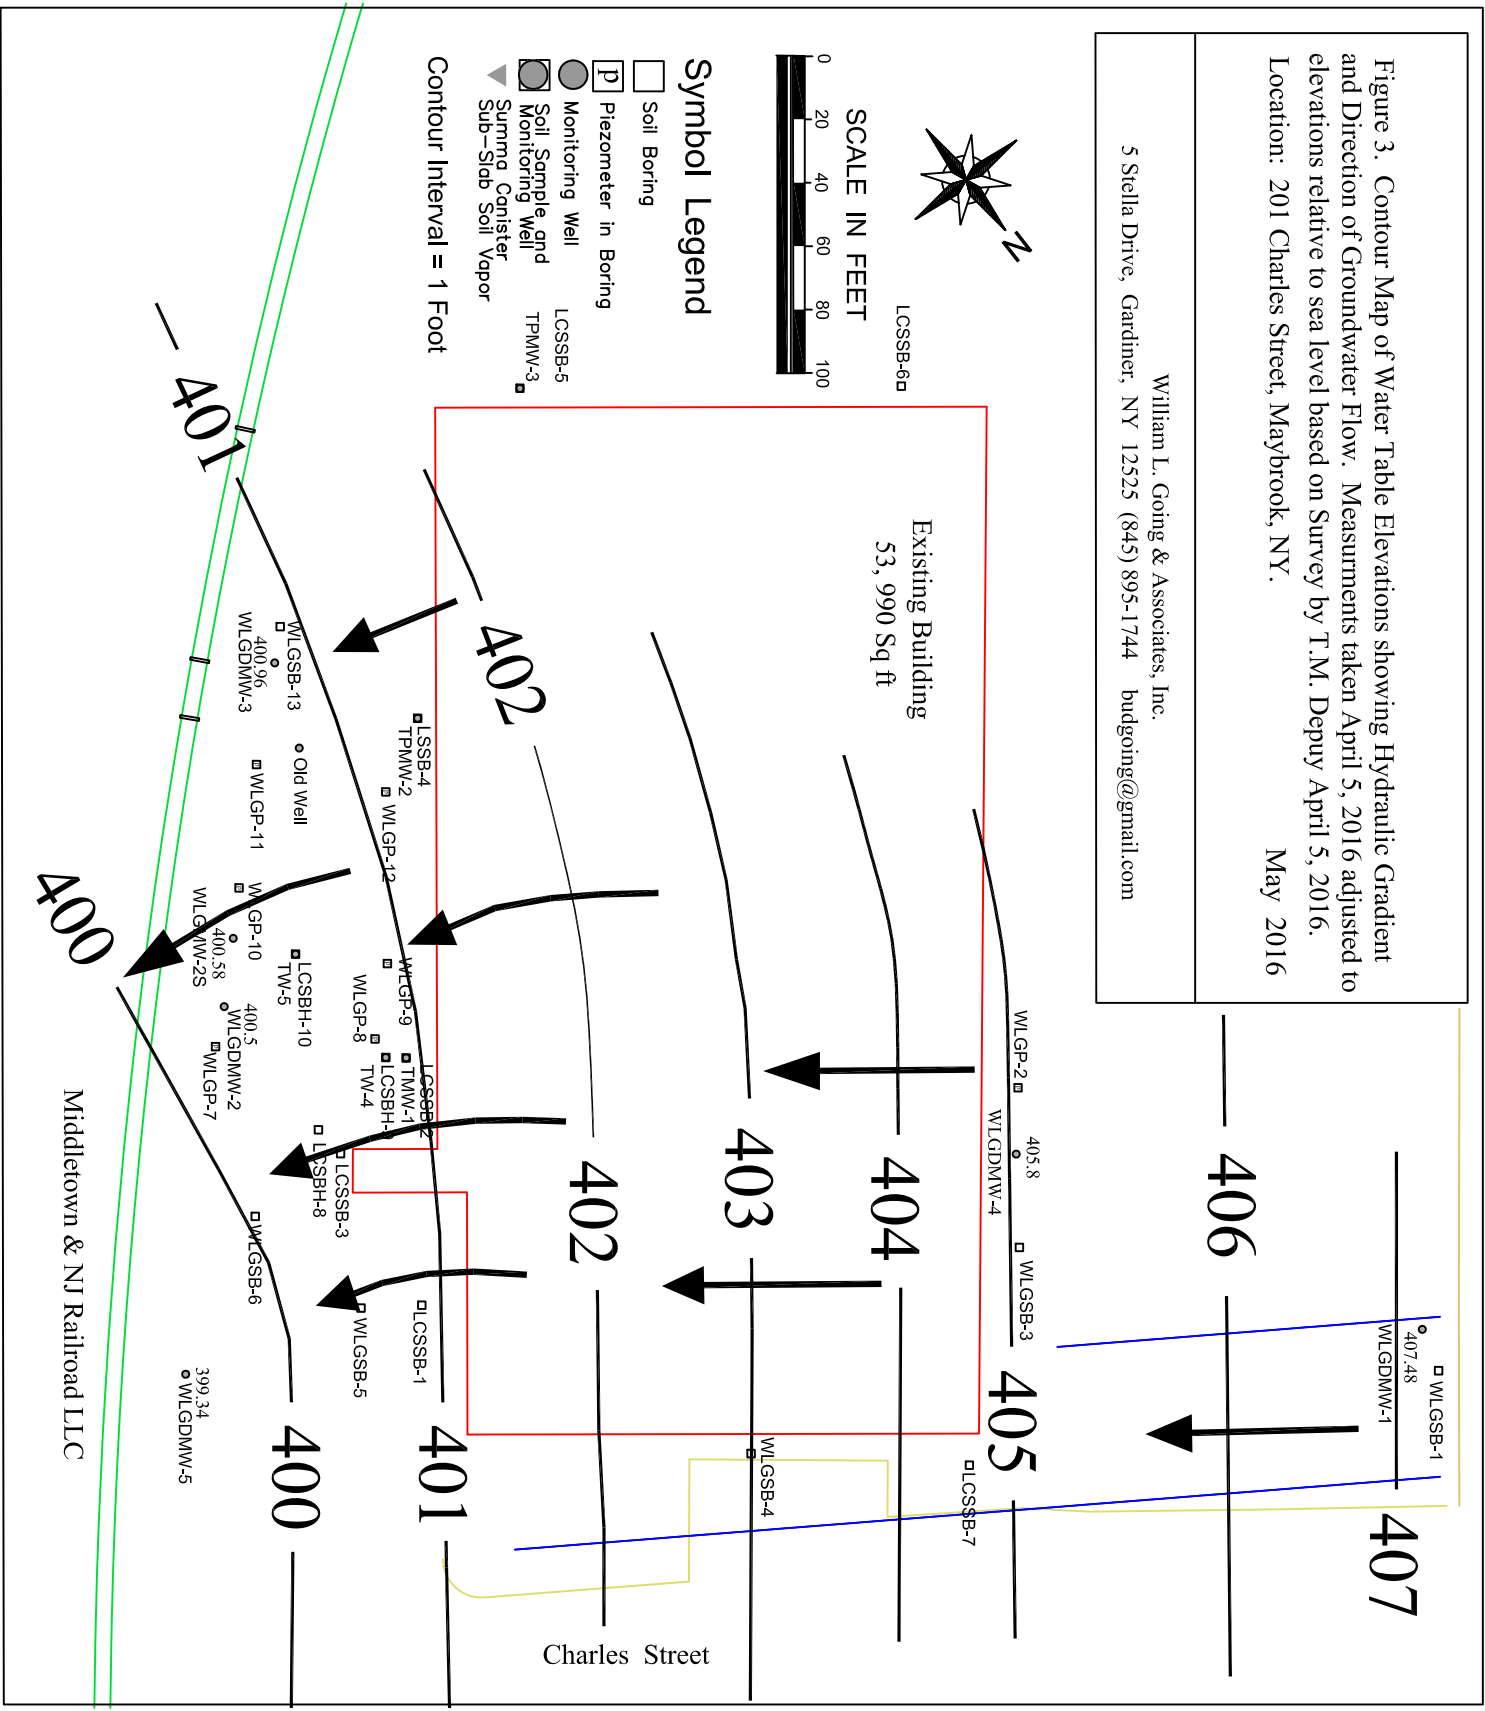 Figure 3.  Contour Map of Water Table Elevations showing Hydraulic Gradient
and Direction of Groundwater Flow.  Measurments taken April 5, 2016 adjusted to
elevations relative to sea level based on Survey by T.M. Depuy April 5, 2016.
Location:  201 Charles Street, Maybrook, NY.
May  2016
William L. Going & Associates, Inc.
5 Stella Drive,  Gardiner,  NY  12525  (845) 895-1744    budgoing@gmail.com
N
SCALE IN FEET
0
20
40
60
80
100
Symbol Legend
Soil Boring
p
Piezometer in Boring
Monitoring Well
Soil Sample and
Monitoring Well
Summa Canister
Sub-Slab Soil Vapor
Contour Interval = 1 Foot
LCSSB-6
LCSSB-5
TPMW-3
Existing Building
53, 990 Sq ft
WLGSB-1
407.48
WLGDMW-1
407
406
WLGP-2
405.8
WLGDMW-4
WLGSB-3
405
LCSSB-7
404
403
WLGSB-4
402
402
LSSB-4
TPMW-2
WLGP-12
WLGP-9
WLGP-8
LCSSB-2
TMW-1
LCSBH-9
TW-4
LCSSB-3
LCSBH-8
LCSSB-1
WLGSB-5
401
401
WLGSB-13
400.96
WLGDMW-3
Old Well
WLGP-11
WLGP-10
400.58
WLGMW-2S
LCSBH-10
TW-5
400.5
WLGDMW-2
WLGP-7
WLGSB-6
400
400
399.34
WLGDMW-5
Charles  Street
Middletown & NJ Railroad LLC